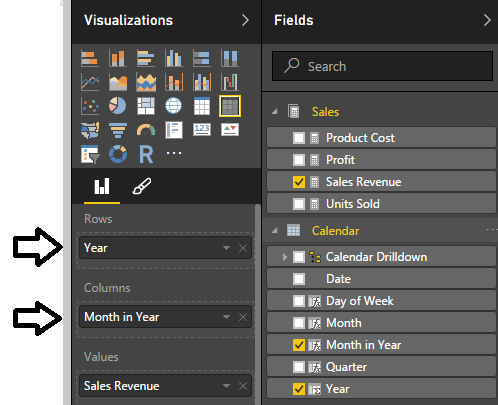 Visualizations
Fields
Search
R
123
Sales
Product Cost
Profit
Sales Revenue
Units Sold
Rows
Year
Columns
Month in Year
Values
Sales Revenue
Calendar
Calendar Drilldown
Date
Day of Week
Month
Month in Year
Quarter
Year